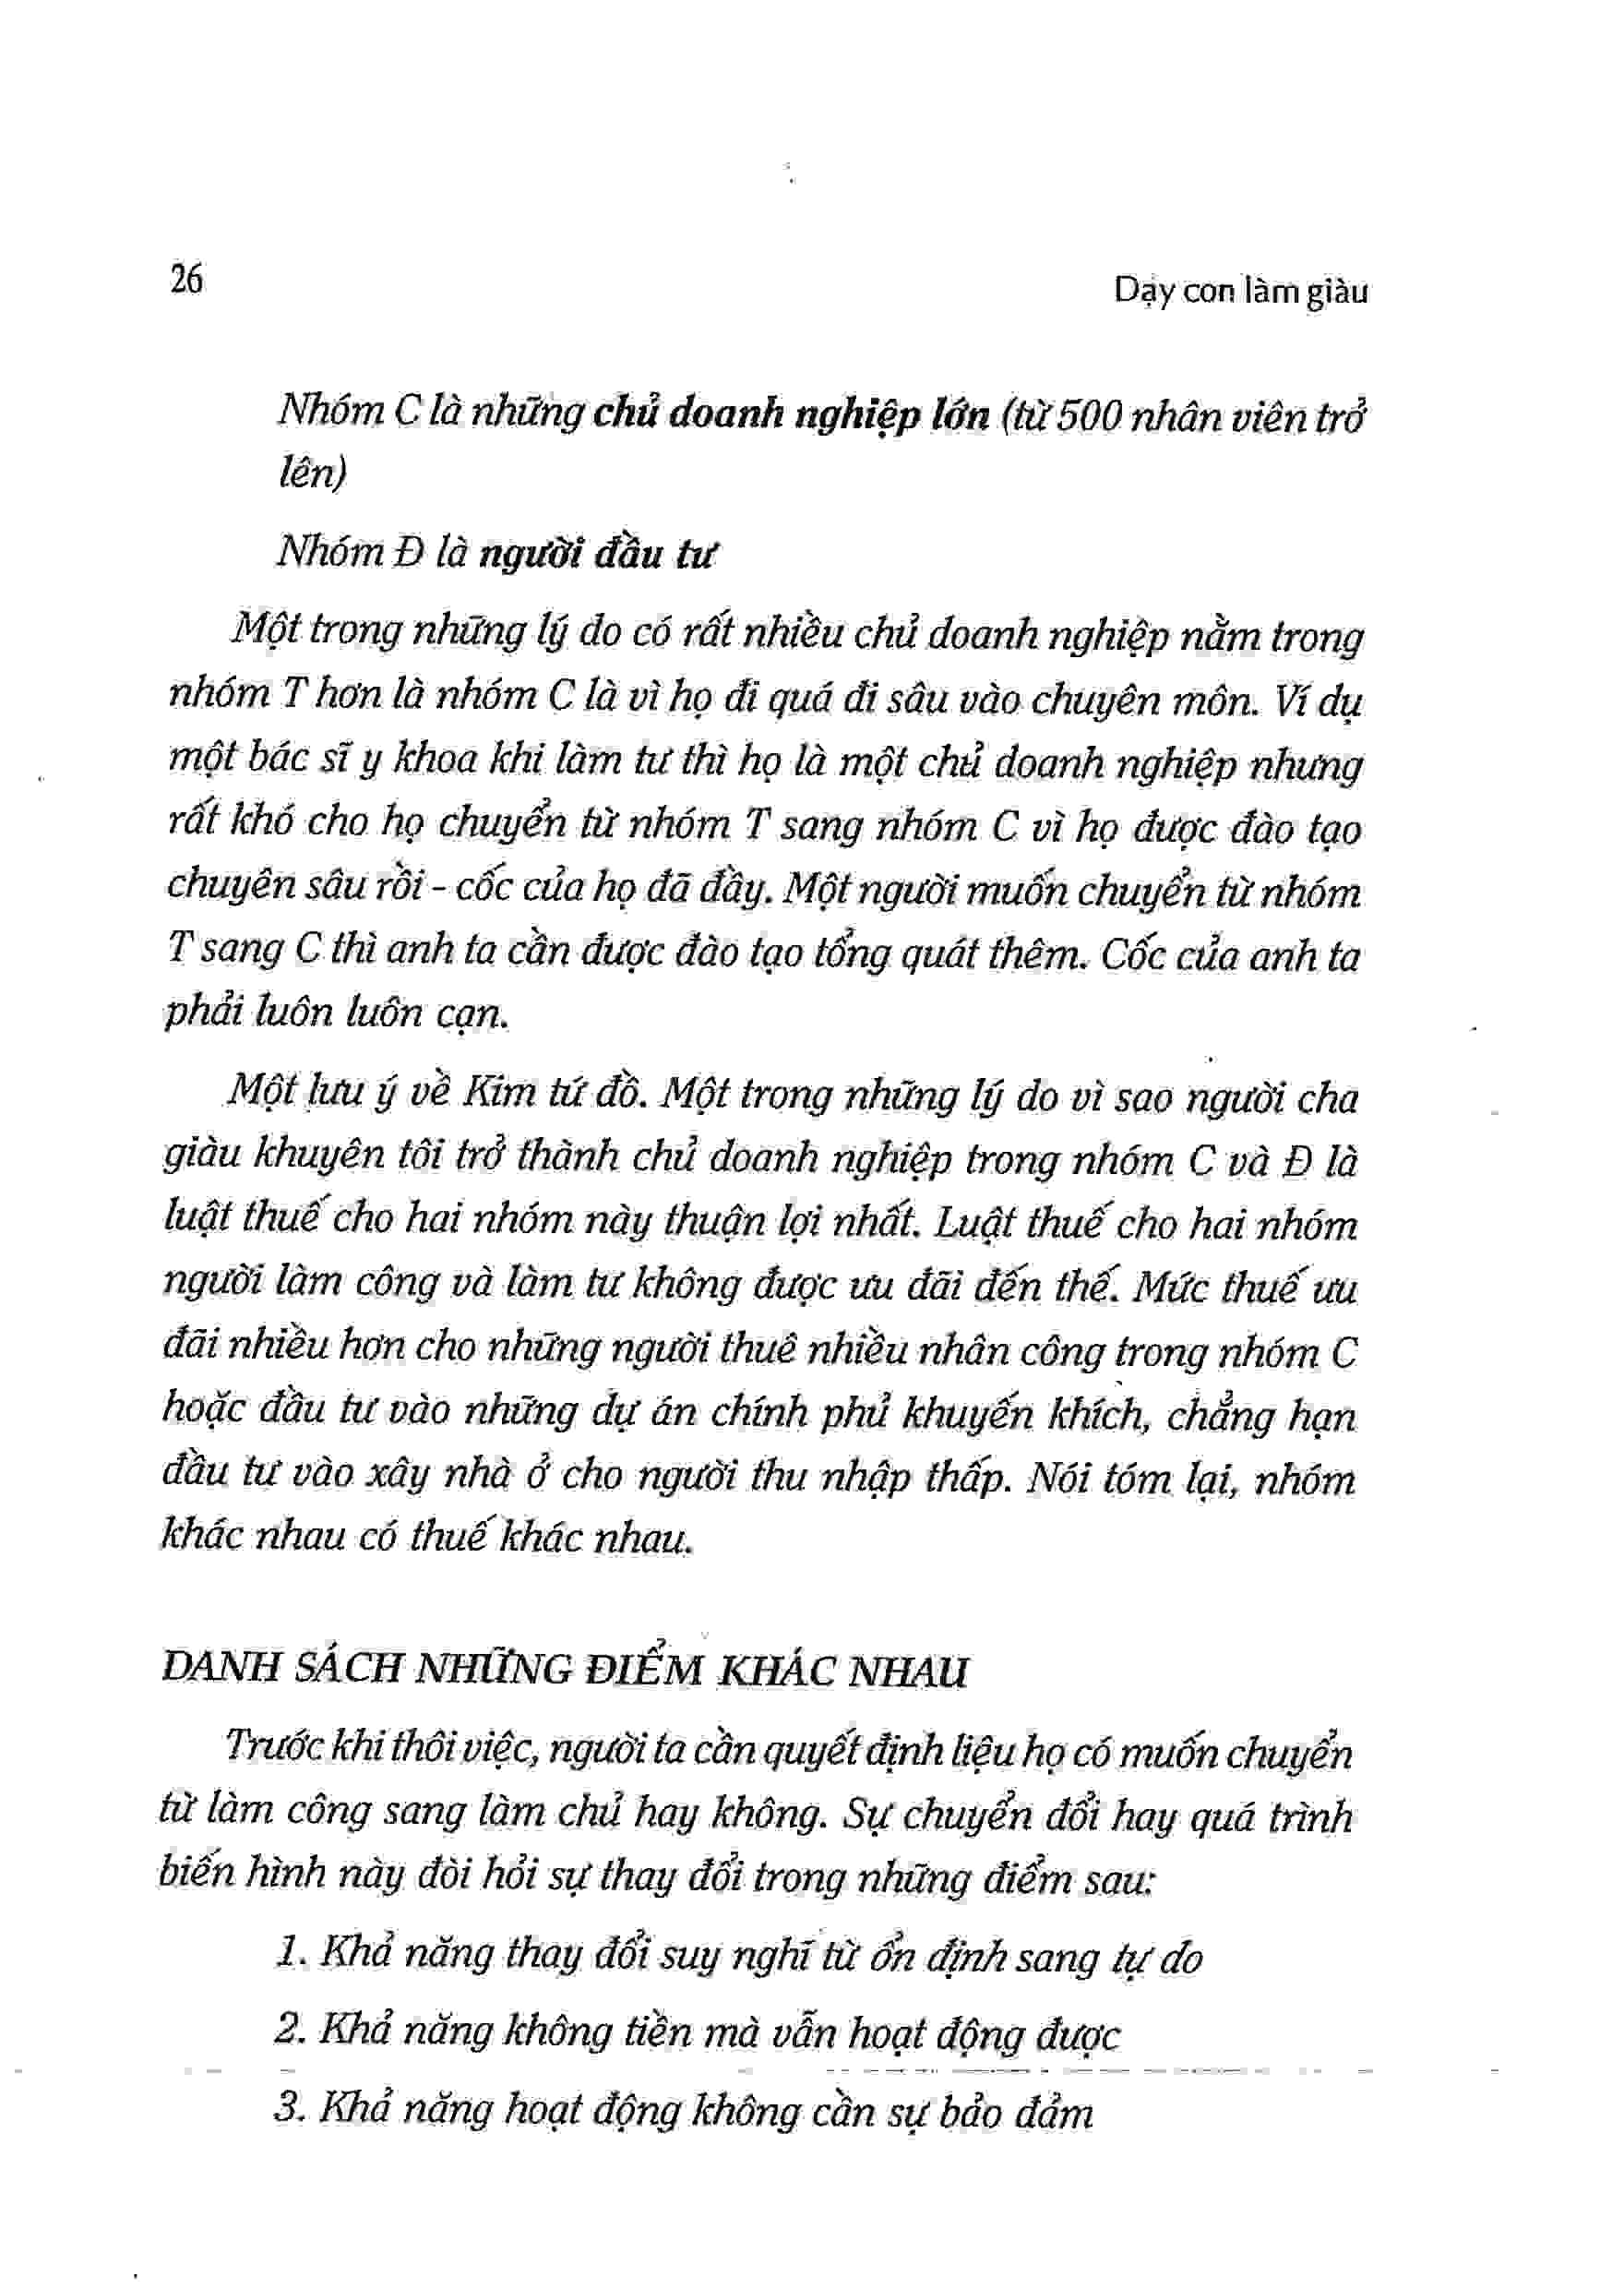 26
Dạy con làm giàu
Nhóm C là những chủ doanh nghiệp lớn (từ 500 nhân viên trở
lên)
Nhóm Đ là người đầu tư
Một trong những lý do có rất nhiều chủ doanh nghiệp nằm trong
nhóm T hơn là nhóm C là vì họ đi quá đi sâu vào chuyên môn. Ví dụ
một bác sĩ y khoa khi làm tư thì họ là một chủ doanh nghiệp nhưng
rất khó cho họ chuyển từ nhóm T sang nhóm C vì họ được đào tạo
chuyên sâu rồi - cốc của họ đã đầy. Một người muốn chuyển từ nhóm
T sang C thì anh ta cần được đào tạo tổng quát thêm. Cốc của anh ta
phải luôn luôn cạn.
Một lưu ý về Kim tứ đồ. Một trong những lý do vì sao người cha
giàu khuyên tôi trở thành chủ doanh nghiệp trong nhóm C và Đ là
luật thuế cho hai nhóm này thuận lợi nhất. Luật thuế cho hai nhóm
người làm công và làm tư không được ưu đãi đến thế. Mức thuế ưu
đãi nhiều hơn cho những người thuê nhiều nhân công trong nhóm C
hoặc đầu tư vào những dự án chính phủ khuyến khích, chẳng hạn
đầu tư vào xây nhà ở cho người thu nhập thấp. Nói tóm lại, nhóm
khác nhau có thuế khác nhau.
DANH SÁCH NHỮNG ĐIỂM KHÁC NHAU
Trước khi thôi việc, người ta cần quyết định liệu họ có muốn chuyển
từ làm công sang làm chủ hay không. Sự chuyển đổi hay quá trình
biến hình này đòi hỏi sự thay đổi trong những điểm sau:
1. Khả năng thay đổi suy nghĩ từ ổn định sang tự do
2. Khả năng không tiền mà vẫn hoạt động được
3. Khả năng hoạt động không cần sự bảo đảm